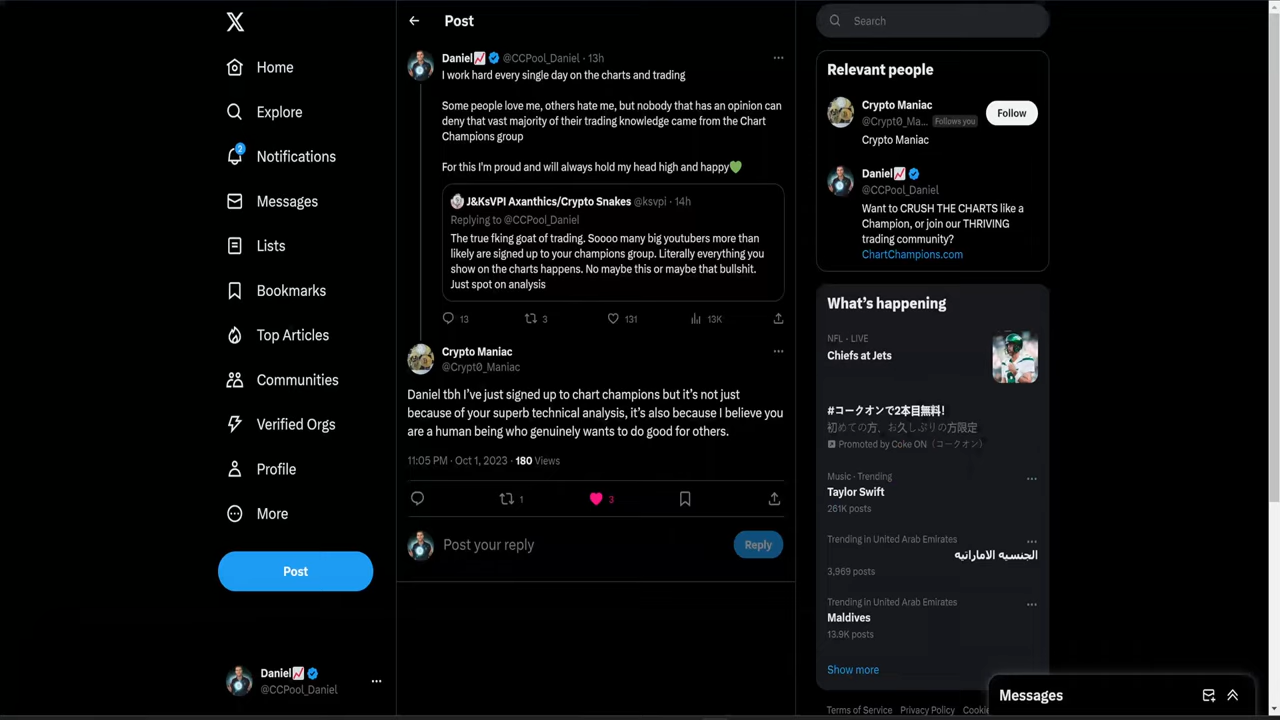 Home
Explore
2
Notifications
Messages
Lists
Bookmarks
Top Articles
Communities
Verified Orgs
Profile
More
Post
Daniel📈
@CCPool_Daniel
Post
Daniel📈 @CCPool_Daniel · 13h
I work hard every single day on the charts and trading
Some people love me, others hate me, but nobody that has an opinion can
deny that vast majority of their trading knowledge came from the Chart
Champions group
For this I'm proud and will always hold my head high and happy💚
J&KsVPI Axanthics/Crypto Snakes @ksvpi · 14h
Replying to @CCPool_Daniel
The true fking goat of trading. Soooo many big youtubers more than
likely are signed up to your champions group. Literally everything you
show on the charts happens. No maybe this or maybe that bullshit.
Just spot on analysis
13 3 131 13K
Crypto Maniac
@Crypt0_Maniac
Daniel tbh I've just signed up to chart champions but it's not just
because of your superb technical analysis, it's also because I believe you
are a human being who genuinely wants to do good for others.
11:05 PM · Oct 1, 2023 · 180 Views
1 3
Post your reply
Reply
Search
Relevant people
Crypto Maniac
@Crypt0_Ma... Follows you
Follow
Crypto Maniac
Daniel📈
@CCPool_Daniel
Want to CRUSH THE CHARTS like a
Champion, or join our THRIVING
trading community?
ChartChampions.com
What's happening
NFL · LIVE
Chiefs at Jets
#コークオンで2本目無料!
初めての方、お久しぶりの方限定
Promoted by Coke ON（コークオン）
Music · Trending
Taylor Swift
261K posts
Trending in United Arab Emirates
الجنسيه الاماراتيه
3,969 posts
Trending in United Arab Emirates
Maldives
13.9K posts
Show more
Terms of Service Privacy Policy Cookie
Messages